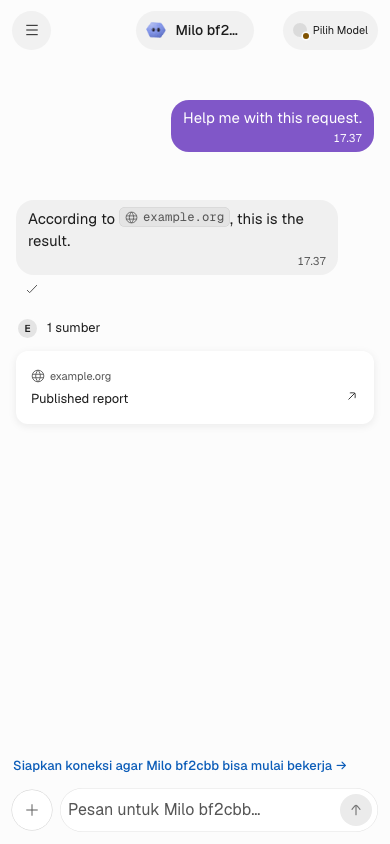 Milo bf2...
Pilih Model
Help me with this request.
17.37
According to example.org, this is the
result.
17.37
E 1 sumber
example.org
Published report
Siapkan koneksi agar Milo bf2cbb bisa mulai bekerja →
Pesan untuk Milo bf2cbb...